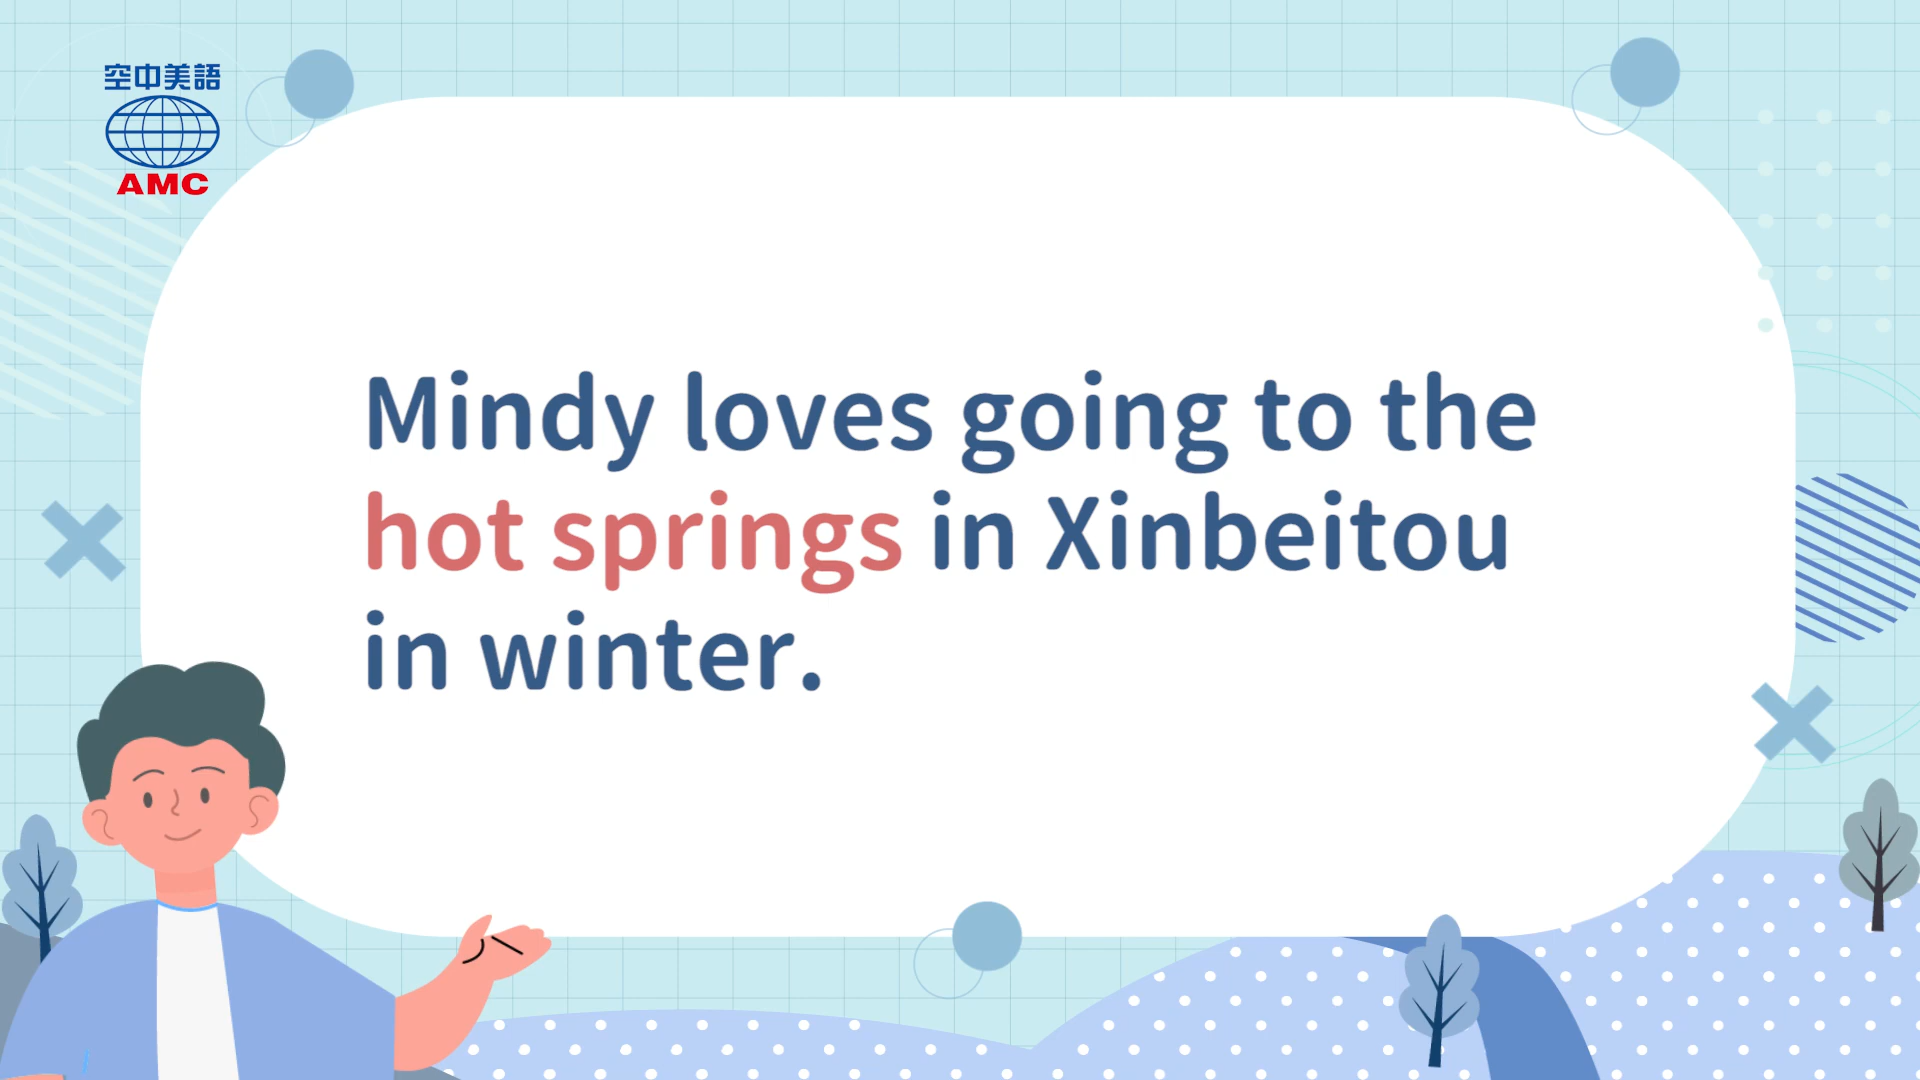 空中美語
AMC
Mindy loves going to the
hot springs in Xinbeitou
in winter.